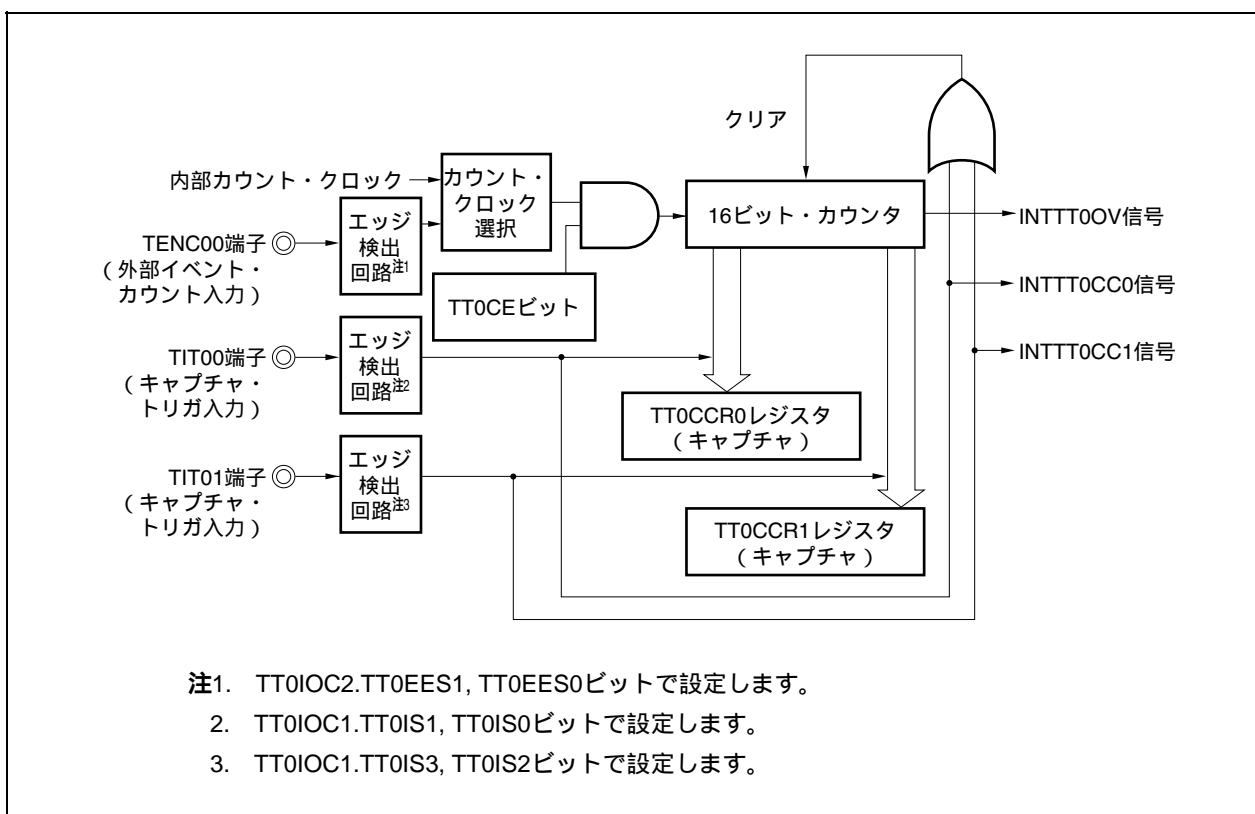 クリア
内部カウント・クロック
カウント・
クロック
選択
16ビット・カウンタ
INTTT0OV信号
TENC00端子
（外部イベント・
カウント入力）
エッジ
検出
回路注1
TT0CEビット
INTTT0CC0信号
TIT00端子
（キャプチャ・
トリガ入力）
エッジ
検出
回路注2
INTTT0CC1信号
TT0CCR0レジスタ
（キャプチャ）
TIT01端子
（キャプチャ・
トリガ入力）
エッジ
検出
回路注3
TT0CCR1レジスタ
（キャプチャ）
注1. TT0IOC2.TT0EES1, TT0EES0ビットで設定します。
2. TT0IOC1.TT0IS1, TT0IS0ビットで設定します。
3. TT0IOC1.TT0IS3, TT0IS2ビットで設定します。